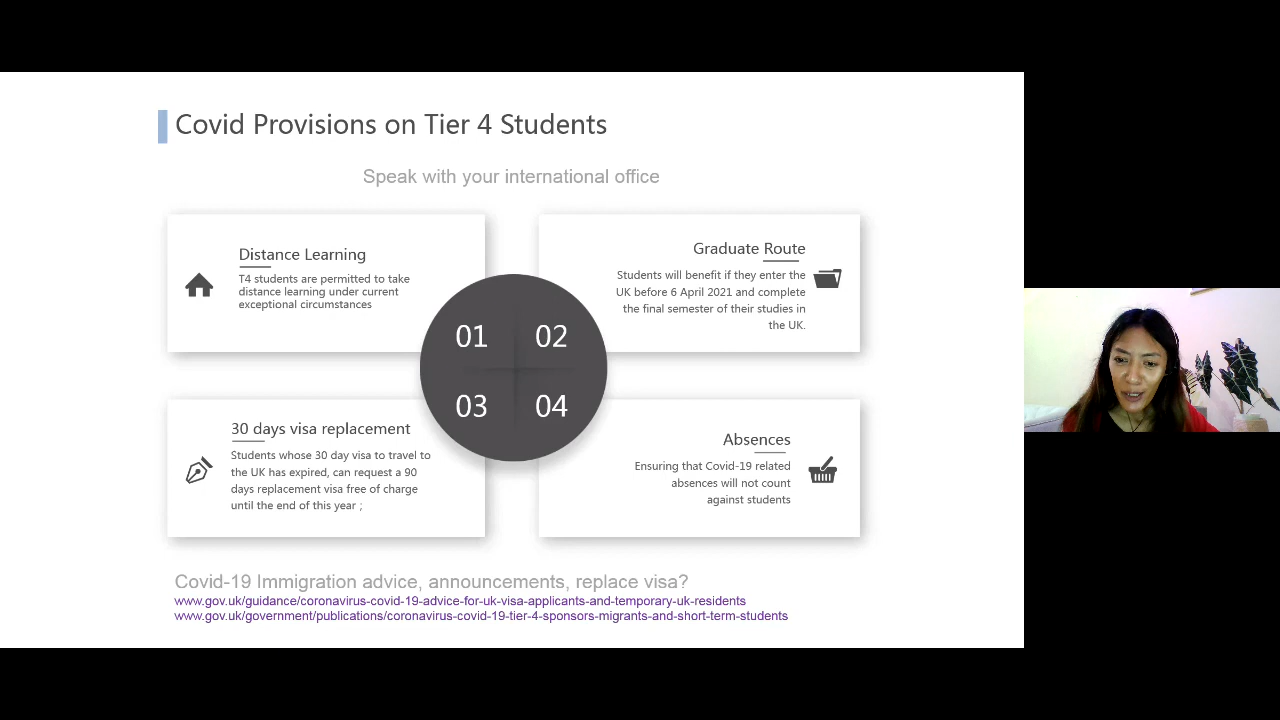 Covid Provisions on Tier 4 Students
Speak with your international office
Distance Learning
T4 students are permitted to take
distance learning under current
exceptional circumstances
Graduate Route
Students will benefit if they enter the
UK before 6 April 2021 and complete
the final semester of their studies in
the UK.
01
02
03
04
30 days visa replacement
Students whose 30 day visa to travel to
the UK has expired, can request a 90
days replacement visa free of charge
until the end of this year ;
Absences
Ensuring that Covid-19 related
absences will not count
against students
Covid-19 Immigration advice, announcements, replace visa?
www.gov.uk/guidance/coronavirus-covid-19-advice-for-uk-visa-applicants-and-temporary-uk-residents
www.gov.uk/government/publications/coronavirus-covid-19-tier-4-sponsors-migrants-and-short-term-students